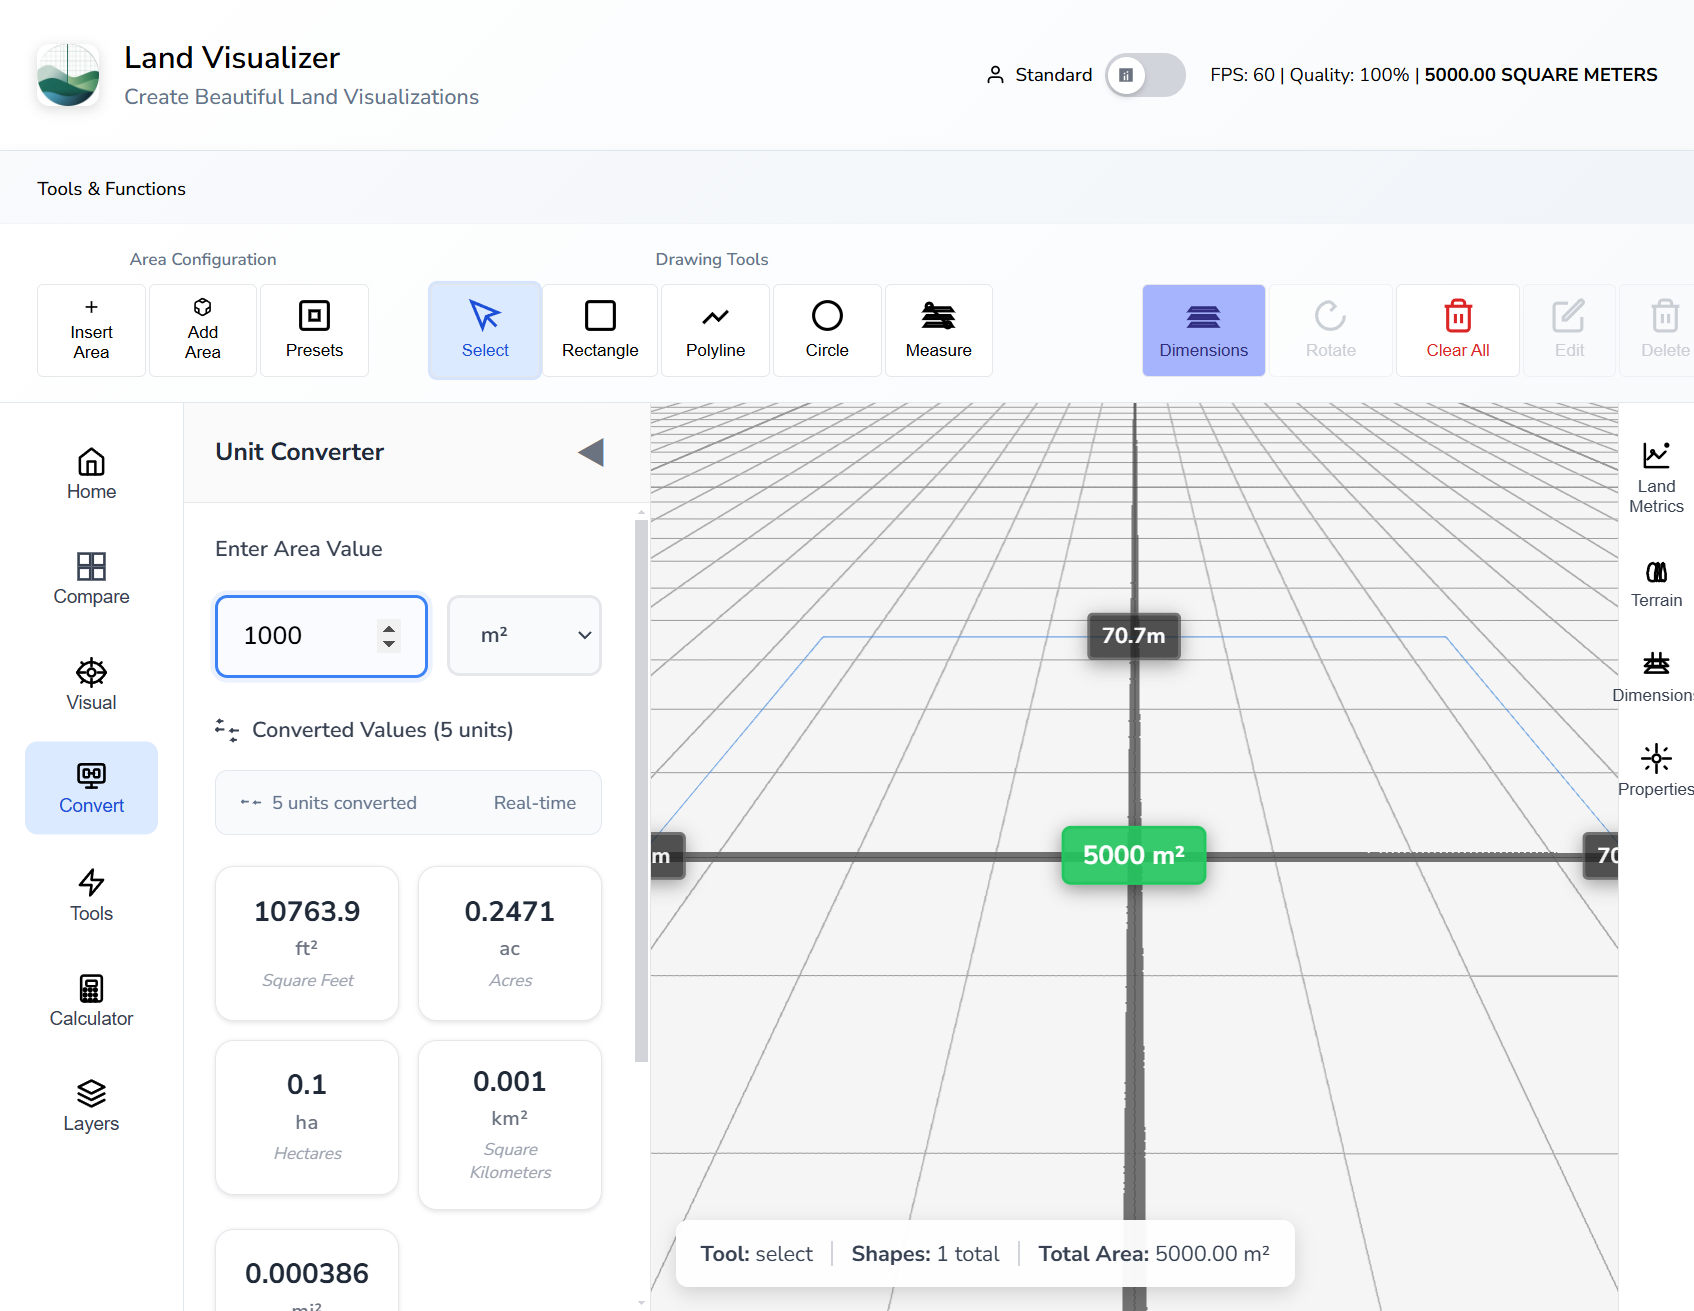 Land Visualizer
Create Beautiful Land Visualizations
Standard
FPS: 60 | Quality: 100% | 5000.00 SQUARE METERS
Tools & Functions
Area Configuration
Drawing Tools
Insert
Area
Add
Area
Presets
Select
Rectangle
Polyline
Circle
Measure
Dimensions
Rotate
Clear All
Edit
Delete
Home
Compare
Visual
Convert
Tools
Calculator
Layers
Unit Converter
Enter Area Value
1000
m²
Converted Values (5 units)
5 units converted
Real-time
10763.9
ft²
Square Feet
0.2471
ac
Acres
0.1
ha
Hectares
0.001
km²
Square
Kilometers
0.000386
mi²
70.7m
m
5000 m²
70
Tool: select
Shapes: 1 total
Total Area: 5000.00 m²
Land
Metrics
Terrain
Dimensions
Properties